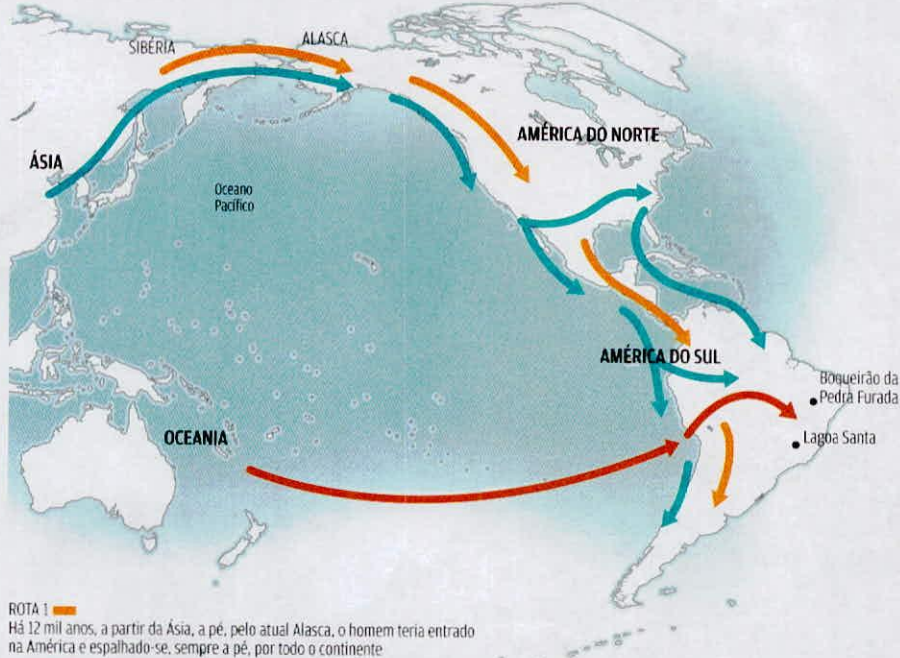 SIBÉRIA
ALASCA
AMÉRICA DO NORTE
ÁSIA
Oceano
Pacífico
AMÉRICA DO SUL
Boqueirão da
Pedra Furada
OCEANIA
Lagoa Santa
ROTA 1
Há 12 mil anos, a partir da Ásia, a pé, pelo atual Alasca, o homem teria entrado
na América e espalhado-se, sempre a pé, por todo o continente